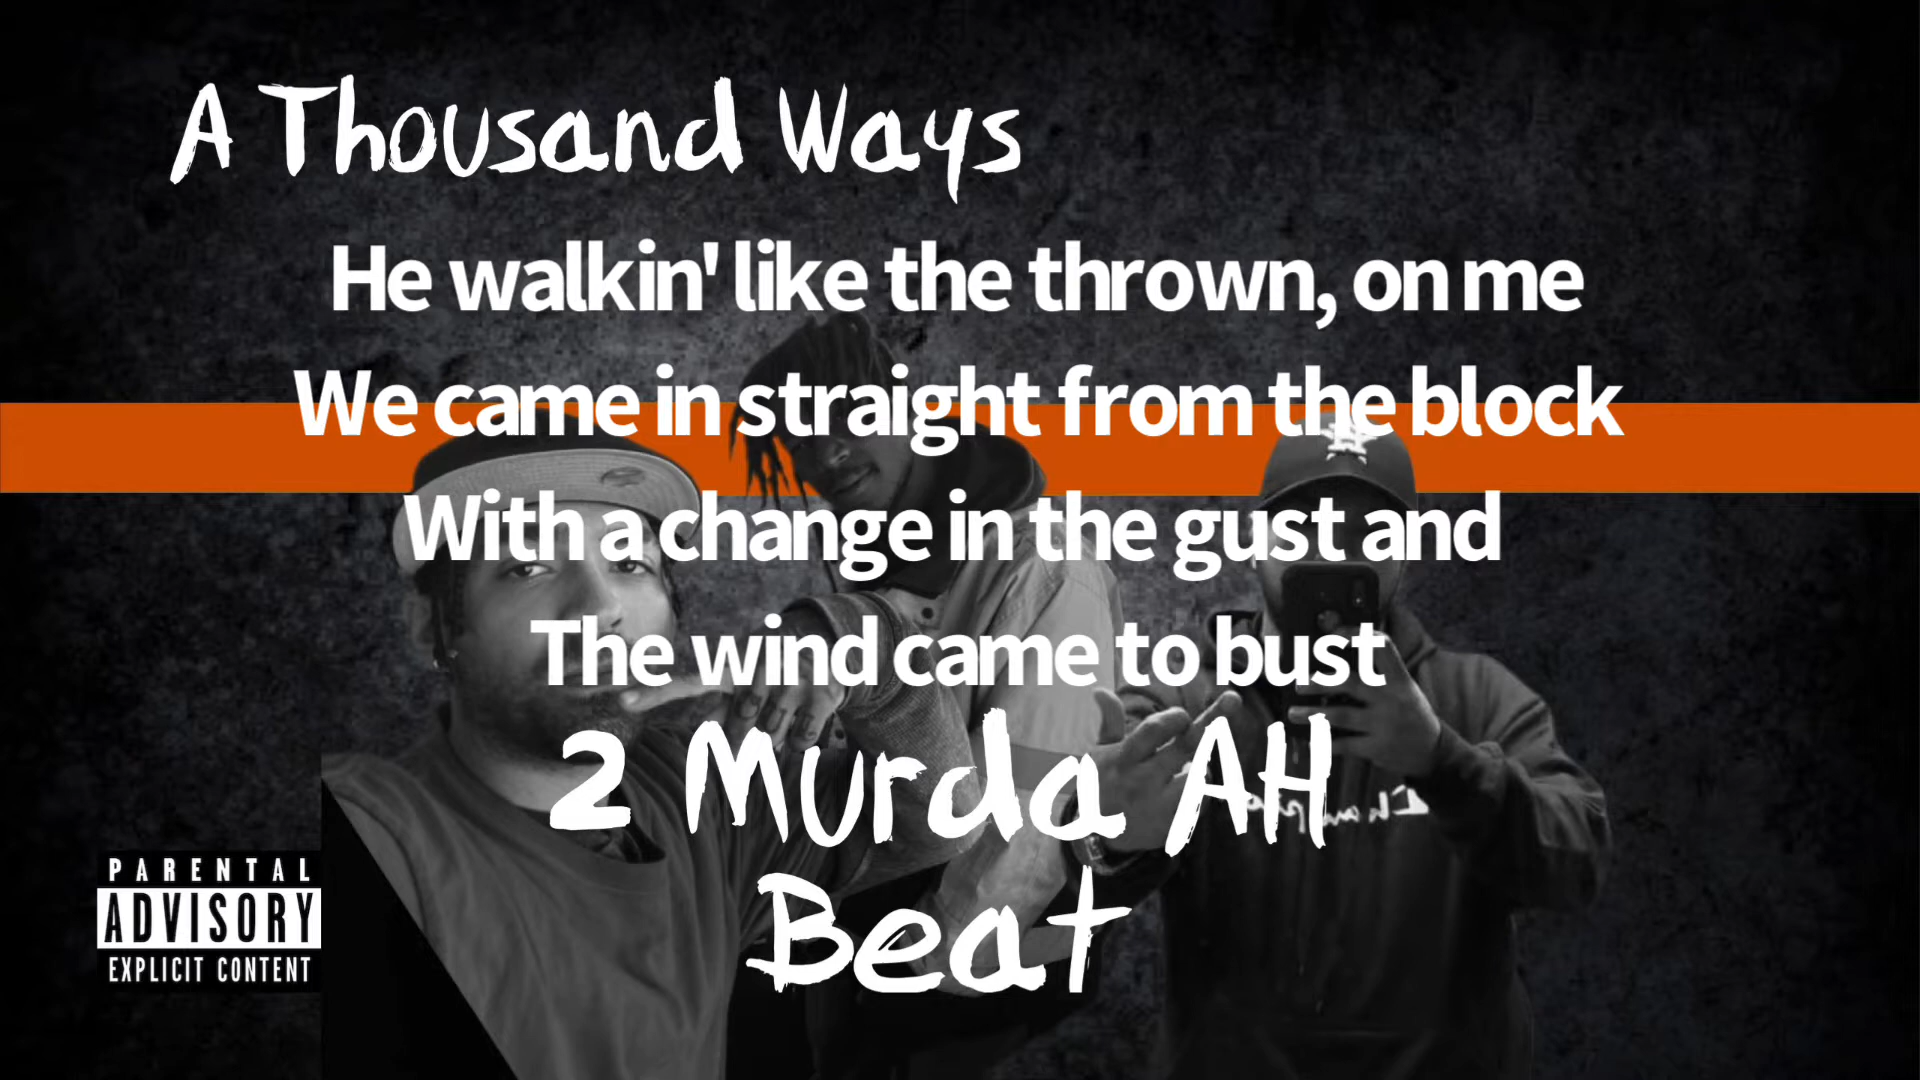 A Thousand Ways
He walkin' like the thrown, on me
We came in straight from the block
With a change in the gust and
The wind came to bust
2 Murda AH
Beat
PARENTAL
ADVISORY
EXPLICIT CONTENT